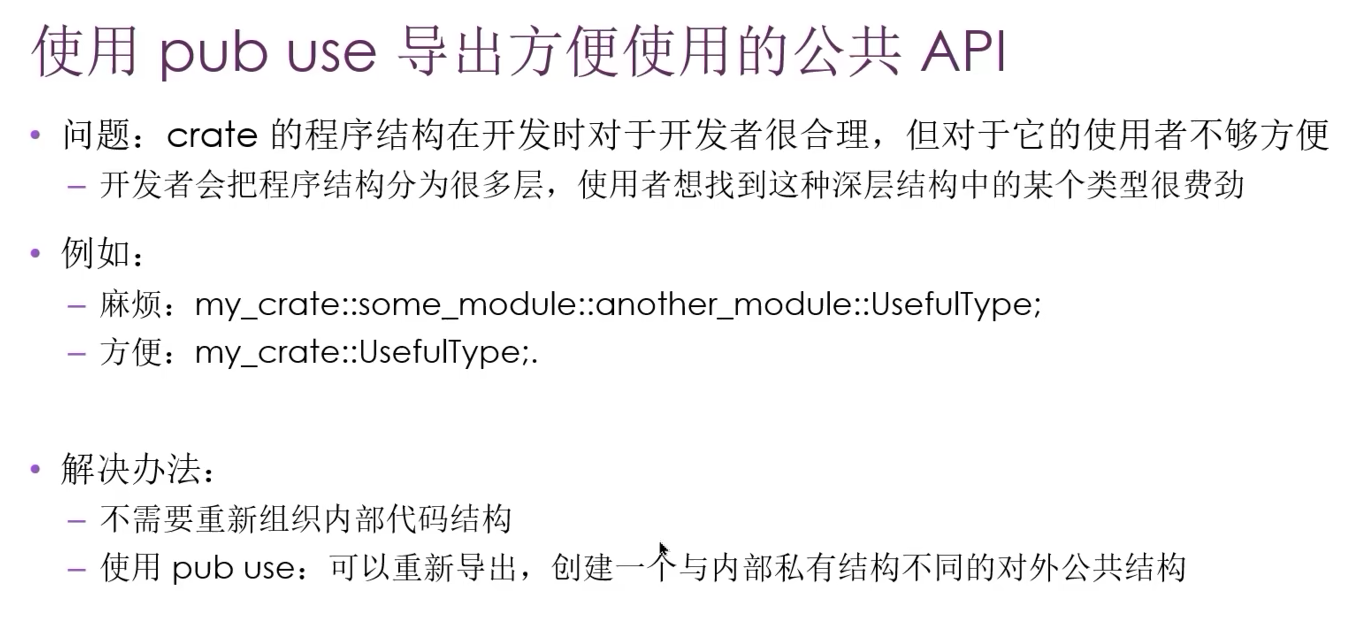 使用 pub use 导出方便使用的公共 API
• 问题：crate 的程序结构在开发时对于开发者很合理，但对于它的使用者不够方便
– 开发者会把程序结构分为很多层，使用者想找到这种深层结构中的某个类型很费劲
• 例如：
– 麻烦：my_crate::some_module::another_module::UsefulType;
– 方便：my_crate::UsefulType;.
• 解决办法：
– 不需要重新组织内部代码结构
– 使用 pub use：可以重新导出，创建一个与内部私有结构不同的对外公共结构